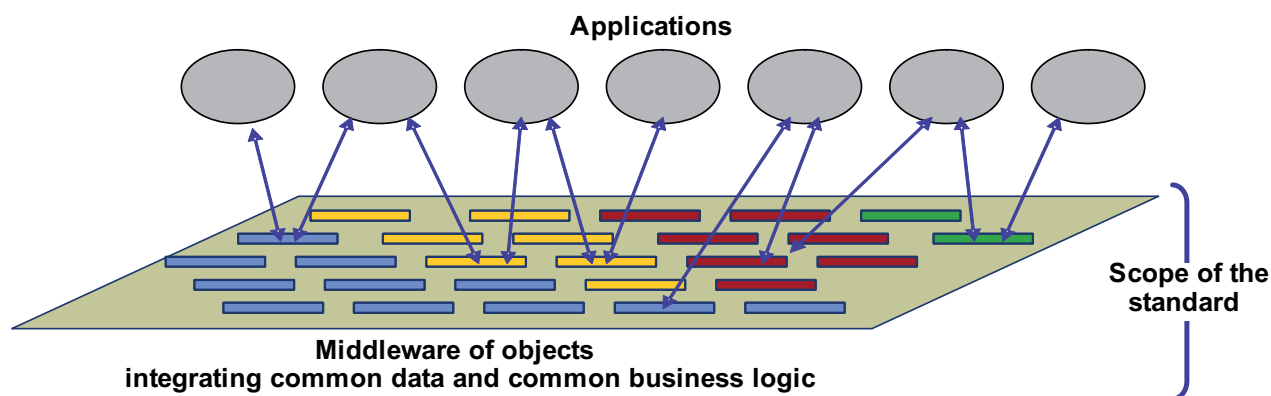 Applications
Scope of the
standard
Middleware of objects
integrating common data and common business logic